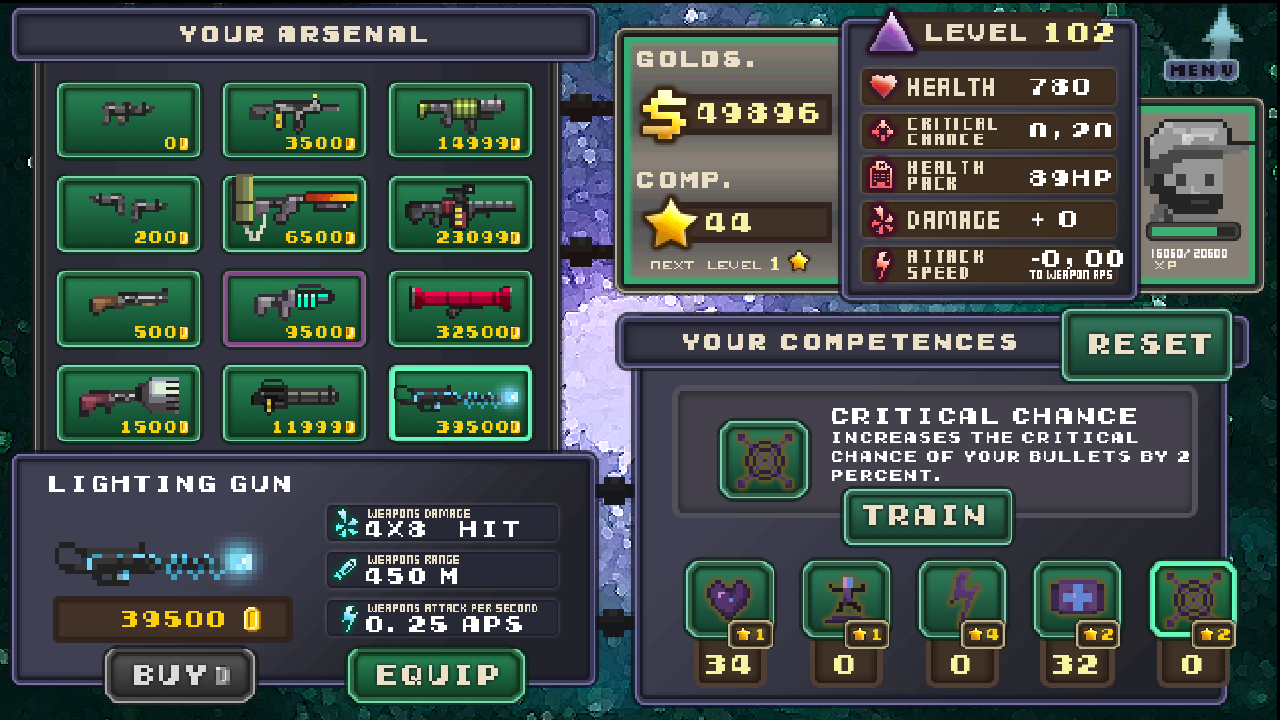 YOUR ARSENAL
0
3500
14999
200
6500
23099
500
9500
32500
1500
11999
39500
LIGHTING GUN
WEAPONS DAMAGE
4X8 HIT
WEAPONS RANGE
450 M
WEAPONS ATTACK PER SECOND
0.25 APS
39500
BUY
EQUIP
GOLDS.
49896
COMP.
44
NEXT LEVEL 1
LEVEL 102
HEALTH 780
CRITICAL CHANCE 0,20
HEALTH PACK 89HP
DAMAGE + 0
ATTACK SPEED -0,00
TO WEAPON APS
MENU
16060/20600
XP
YOUR COMPETENCES
RESET
CRITICAL CHANCE
INCREASES THE CRITICAL
CHANCE OF YOUR BULLETS BY 2
PERCENT.
TRAIN
1
1
4
2
2
34
0
0
32
0